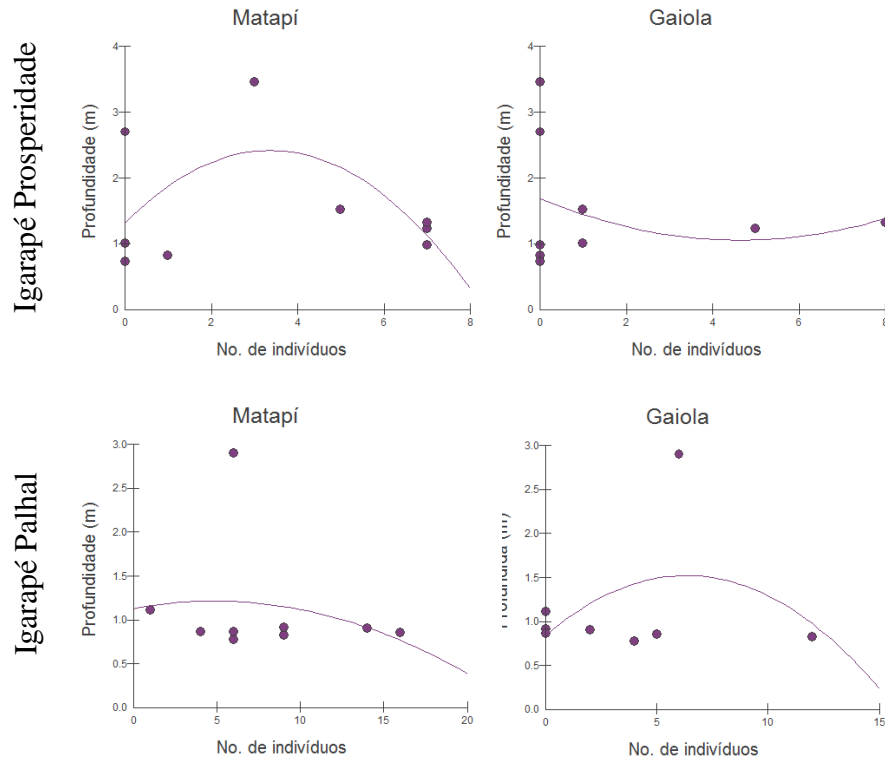 Matapí
Gaiola
Igarapé Prosperidade
Profundidade (m)
4
3
2
1
0
0 2 4 6 8
No. de indivíduos
Profundidade (m)
4
3
2
1
0
0 2 4 6 8
No. de indivíduos
Matapí
Gaiola
Igarapé Palhal
Profundidade (m)
3.0
2.5
2.0
1.5
1.0
0.5
0.0
0 5 10 15 20
No. de indivíduos
3.0
2.5
2.0
1.5
1.0
0.5
0.0
0 5 10 15
No. de indivíduos